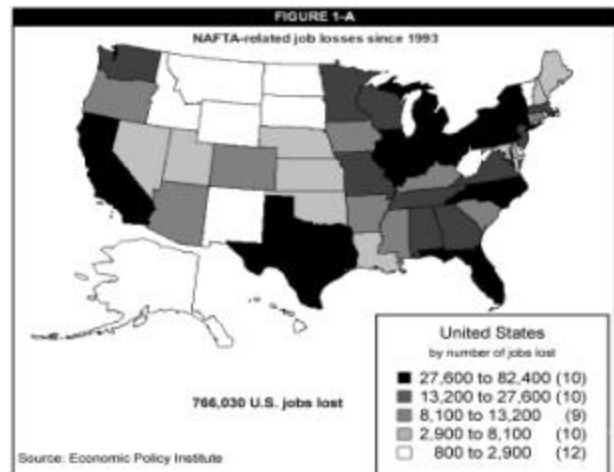 FIGURE 1-A
NAFTA-related job losses since 1993
United States
by number of jobs lost
27,600 to 82,400 (10)
13,200 to 27,600 (10)
8,100 to 13,200 (9)
2,900 to 8,100 (10)
800 to 2,900 (12)
766,030 U.S. jobs lost
Source: Economic Policy Institute